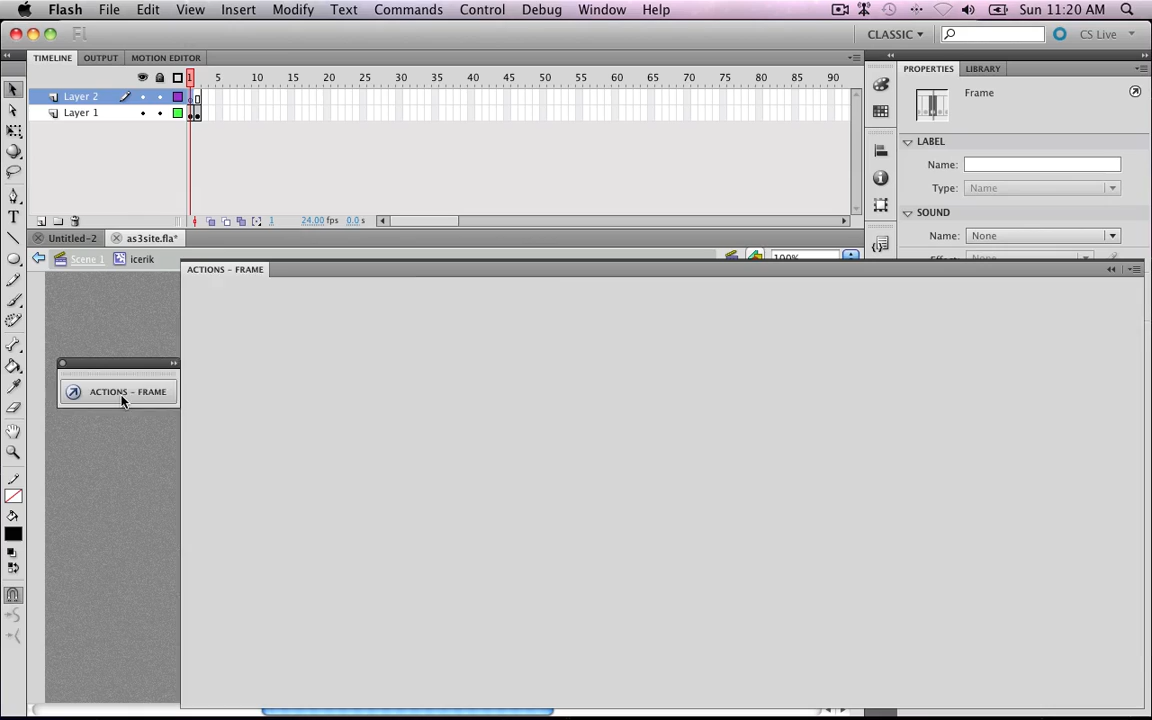 Flash File Edit View Insert Modify Text Commands Control Debug Window Help Sun 11:20 AM
Fl CLASSIC CS Live
TIMELINE OUTPUT MOTION EDITOR
1 5 10 15 20 25 30 35 40 45 50 55 60 65 70 75 80 85 90
Layer 2
Layer 1
1 24.00 fps 0.0 s
Untitled-2 as3site.fla*
Scene 1 icerik 100%
ACTIONS - FRAME
ACTIONS - FRAME
PROPERTIES LIBRARY
Frame
LABEL
Name:
Type: Name
SOUND
Name: None